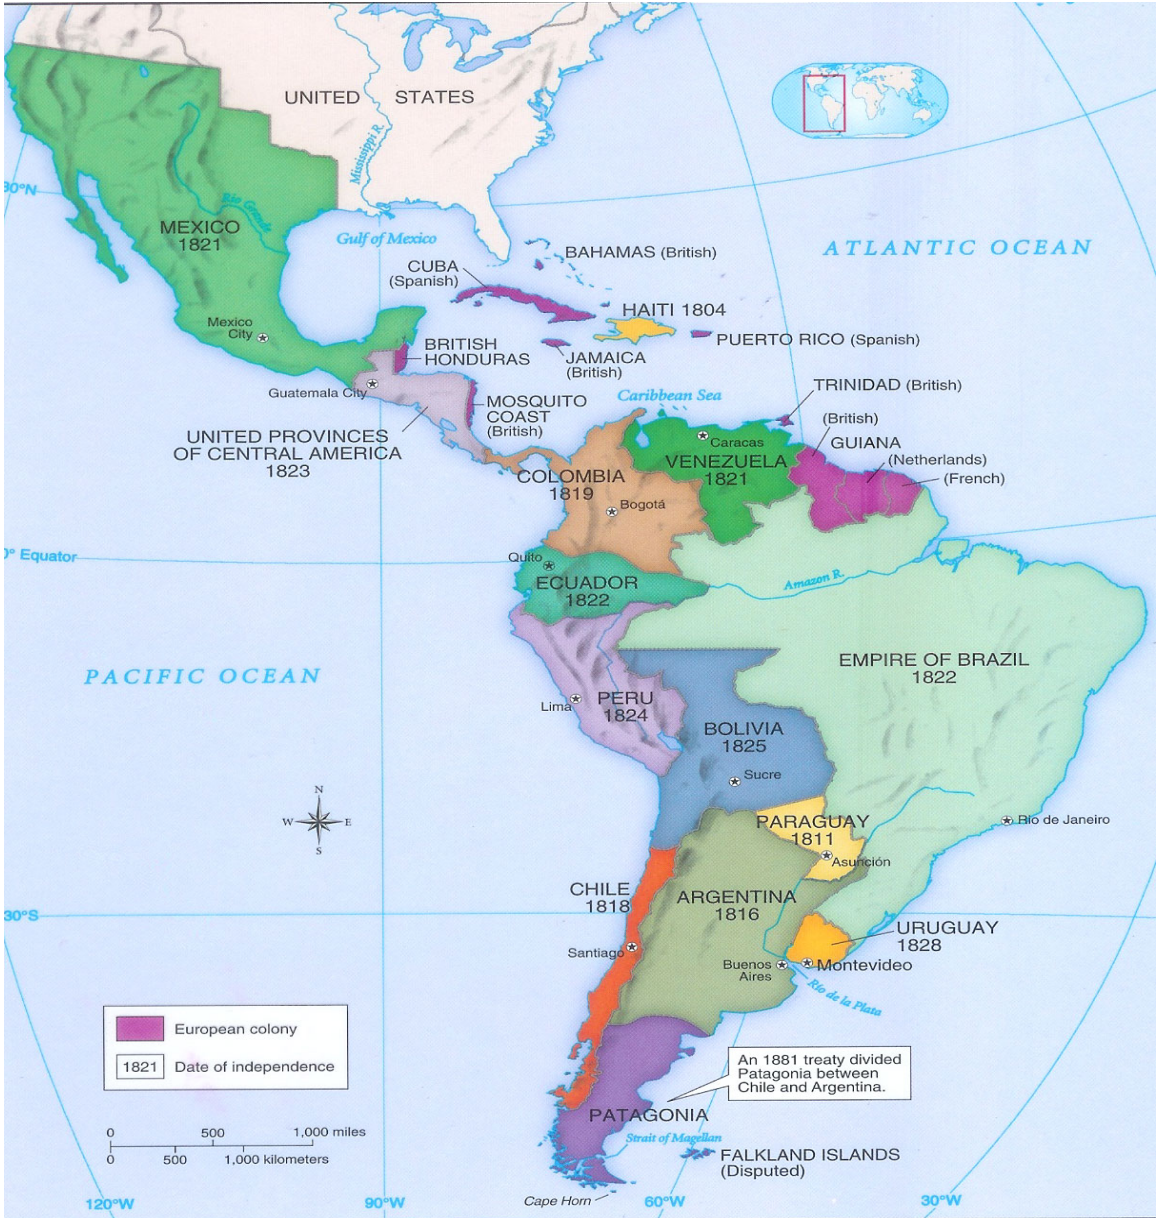 UNITED STATES
Mississippi R.
30°N
Rio Grande
MEXICO
1821
Gulf of Mexico
ATLANTIC OCEAN
BAHAMAS (British)
CUBA
(Spanish)
HAITI 1804
Mexico
City
PUERTO RICO (Spanish)
BRITISH
HONDURAS
JAMAICA
(British)
Guatemala City
Caribbean Sea
TRINIDAD (British)
MOSQUITO
COAST
(British)
(British)
GUIANA
(Netherlands)
(French)
UNITED PROVINCES
OF CENTRAL AMERICA
1823
Caracas
VENEZUELA
1821
COLOMBIA
1819
Bogotá
0° Equator
Quito
ECUADOR
1822
Amazon R.
EMPIRE OF BRAZIL
1822
PACIFIC OCEAN
PERU
1824
Lima
BOLIVIA
1825
Sucre
N
W E
S
PARAGUAY
1811
Asunción
Rio de Janeiro
CHILE
1818
ARGENTINA
1816
30°S
URUGUAY
1828
Santiago
Buenos
Aires
Montevideo
Río de la Plata
European colony
1821 Date of independence
An 1881 treaty divided
Patagonia between
Chile and Argentina.
PATAGONIA
0 500 1,000 miles
0 500 1,000 kilometers
Strait of Magellan
FALKLAND ISLANDS
(Disputed)
Cape Horn
120°W
90°W
60°W
30°W